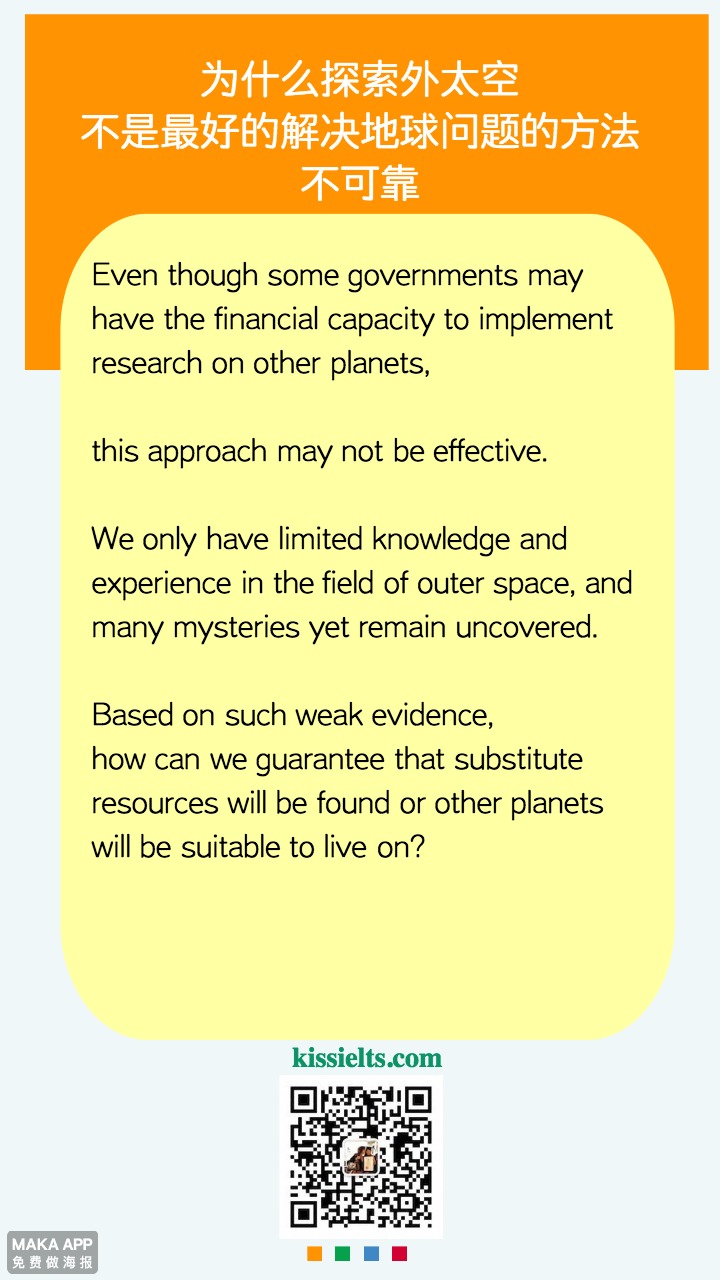 为什么探索外太空
不是最好的解决地球问题的方法
不可靠
Even though some governments may
have the financial capacity to implement
research on other planets,
this approach may not be effective.
We only have limited knowledge and
experience in the field of outer space, and
many mysteries yet remain uncovered.
Based on such weak evidence,
how can we guarantee that substitute
resources will be found or other planets
will be suitable to live on?
kissielts.com
MAKA APP
免费做海报